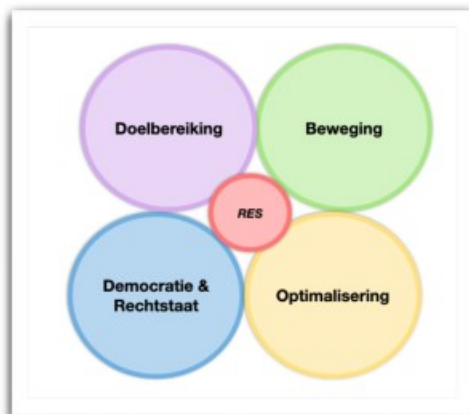 Doelbereiking
Beweging
RES
Democratie &
Rechtstaat
Optimalisering